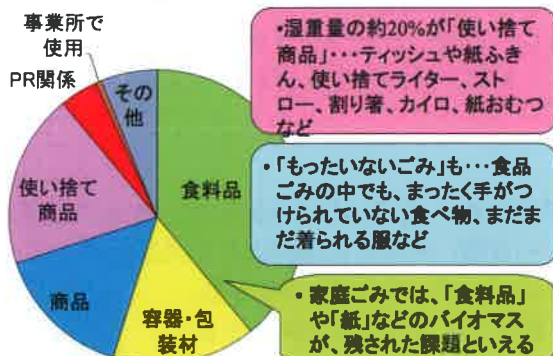 事業所で
使用
PR関係
その
他
食料品
使い捨て
商品
商品
容器・包
装材
•湿重量の約20%が「使い捨て
商品」・・・ティッシュや紙ふき
ん、使い捨てライター、スト
ロー、割り箸、カイロ、紙おむつ
など
•「もったいないごみ」も・・・食品
ごみの中でも、まったく手がつ
けられていない食べ物、まだま
だ着られる服など
•家庭ごみでは、「食料品」
や「紙」などのバイオマス
が、残された課題といえる